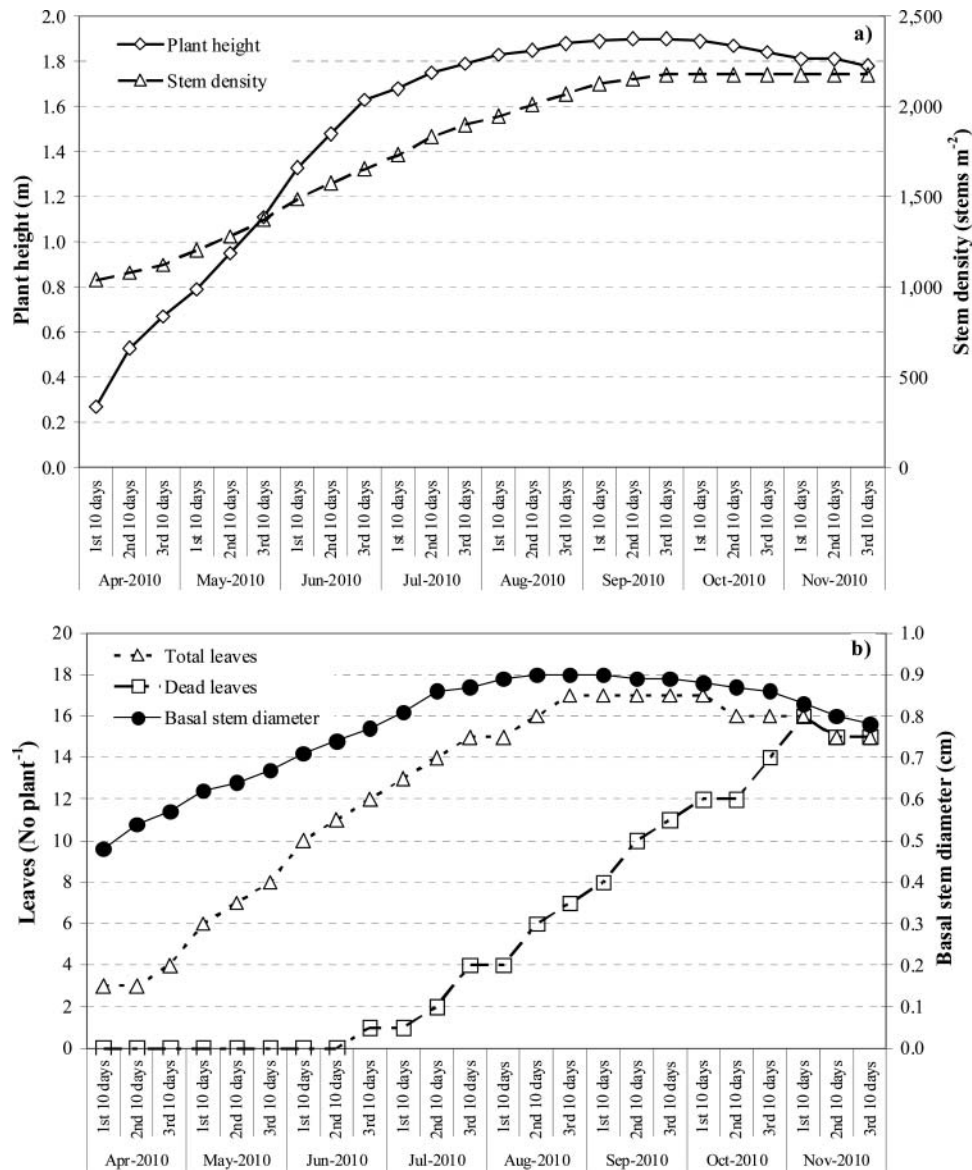 a)
Plant height
Stem density
Plant height (m)
2.0
1.8
1.6
1.4
1.2
1.0
0.8
0.6
0.4
0.2
0.0
Stem density (stems m⁻²)
2,500
2,000
1,500
1,000
500
0
1st 10 days
2nd 10 days
3rd 10 days
1st 10 days
2nd 10 days
3rd 10 days
1st 10 days
2nd 10 days
3rd 10 days
1st 10 days
2nd 10 days
3rd 10 days
1st 10 days
2nd 10 days
3rd 10 days
1st 10 days
2nd 10 days
3rd 10 days
1st 10 days
2nd 10 days
3rd 10 days
1st 10 days
2nd 10 days
3rd 10 days
Apr-2010 May-2010 Jun-2010 Jul-2010 Aug-2010 Sep-2010 Oct-2010 Nov-2010
b)
Total leaves
Dead leaves
Basal stem diameter
Leaves (No plant⁻¹)
20
18
16
14
12
10
8
6
4
2
0
Basal stem diameter (cm)
1.0
0.9
0.8
0.7
0.6
0.5
0.4
0.3
0.2
0.1
0.0
1st 10 days
2nd 10 days
3rd 10 days
1st 10 days
2nd 10 days
3rd 10 days
1st 10 days
2nd 10 days
3rd 10 days
1st 10 days
2nd 10 days
3rd 10 days
1st 10 days
2nd 10 days
3rd 10 days
1st 10 days
2nd 10 days
3rd 10 days
1st 10 days
2nd 10 days
3rd 10 days
1st 10 days
2nd 10 days
3rd 10 days
Apr-2010 May-2010 Jun-2010 Jul-2010 Aug-2010 Sep-2010 Oct-2010 Nov-2010